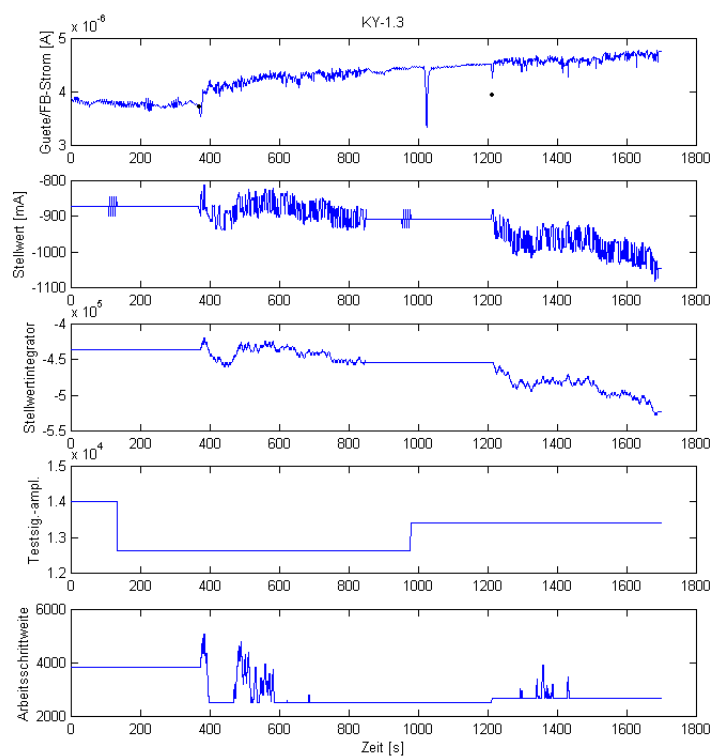 KY-1.3
x 10^-6
Guete/FB-Strom [A]
5
4
3
0 200 400 600 800 1000 1200 1400 1600 1800
Stellwert [mA]
-800
-900
-1000
-1100
0 200 400 600 800 1000 1200 1400 1600 1800
x 10^5
Stellwertintegrator
-4
-4.5
-5
-5.5
0 200 400 600 800 1000 1200 1400 1600 1800
x 10^4
Testsig.-ampl.
1.5
1.4
1.3
1.2
0 200 400 600 800 1000 1200 1400 1600 1800
Arbeitsschrittweite
6000
4000
2000
0 200 400 600 800 1000 1200 1400 1600 1800
Zeit [s]